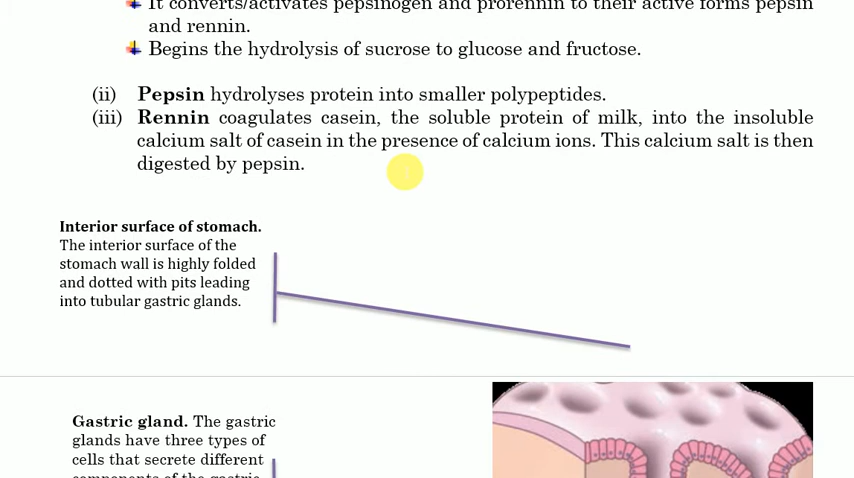 It converts/activates pepsinogen and prorennin to their active forms pepsin
and rennin.
Begins the hydrolysis of sucrose to glucose and fructose.
(ii) Pepsin hydrolyses protein into smaller polypeptides.
(iii) Rennin coagulates casein, the soluble protein of milk, into the insoluble
calcium salt of casein in the presence of calcium ions. This calcium salt is then
digested by pepsin.
Interior surface of stomach.
The interior surface of the
stomach wall is highly folded
and dotted with pits leading
into tubular gastric glands.
Gastric gland. The gastric
glands have three types of
cells that secrete different
components of the gastric